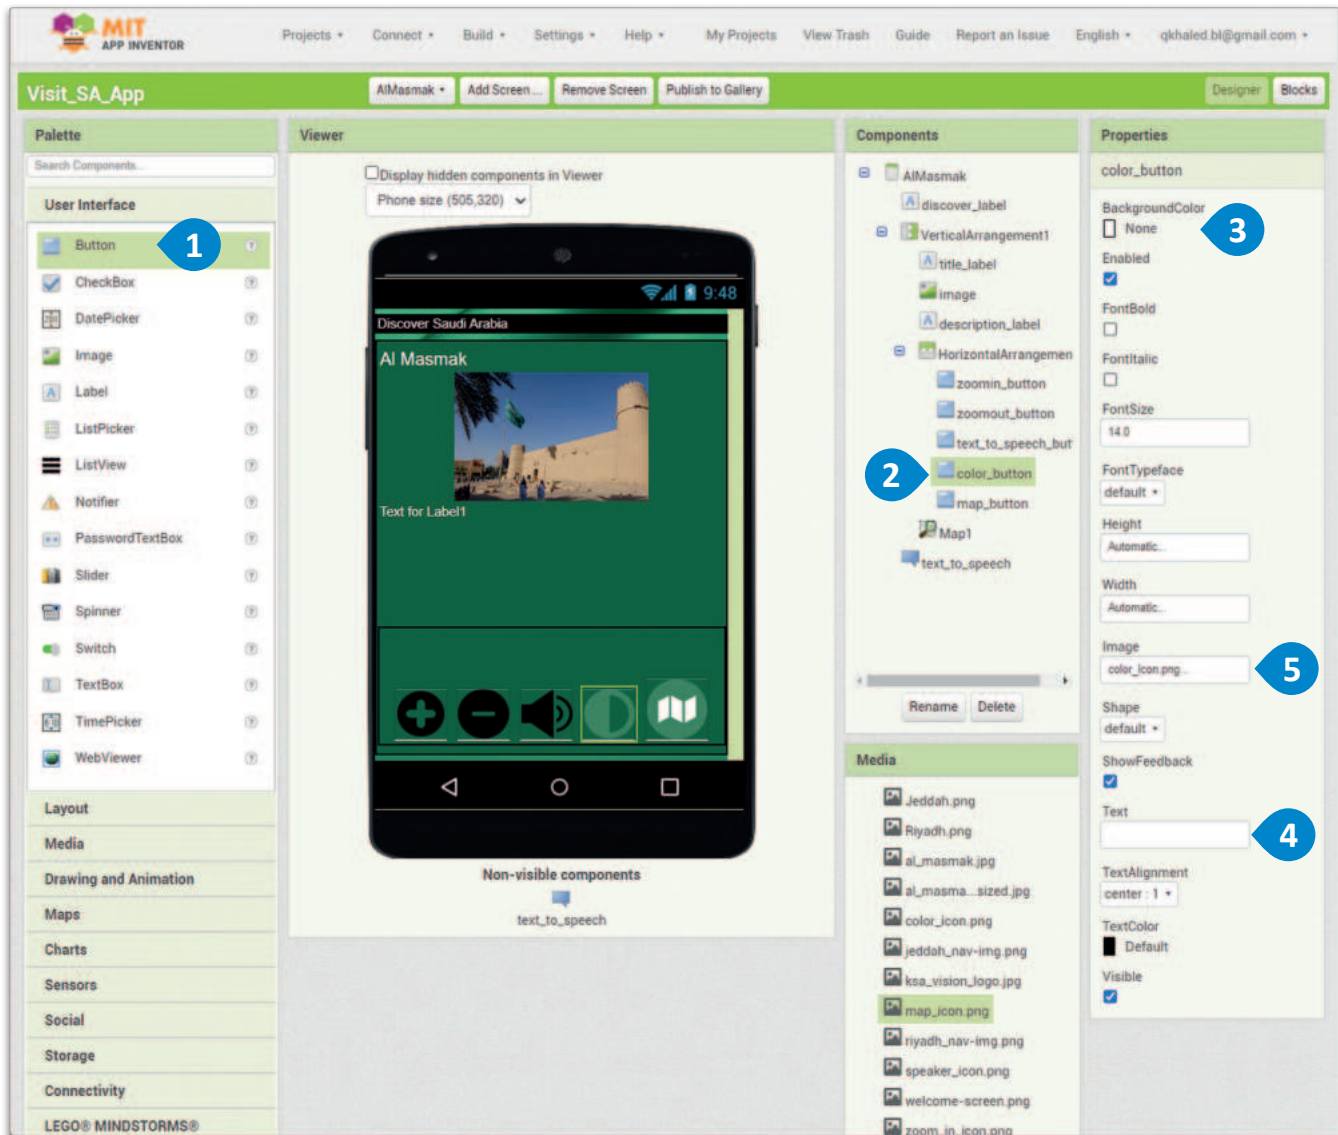 MIT
APP INVENTOR
Projects
Connect
Build
Settings
Help
My Projects
View Trash
Guide
Report an Issue
English
qkhaled.bl@gmail.com
Visit_SA_App
AlMasmak
Add Screen ...
Remove Screen
Publish to Gallery
Designer
Blocks
Palette
Search Components...
User Interface
Button
1
CheckBox
DatePicker
Image
Label
ListPicker
ListView
Notifier
PasswordTextBox
Slider
Spinner
Switch
TextBox
TimePicker
WebViewer
Layout
Media
Drawing and Animation
Maps
Charts
Sensors
Social
Storage
Connectivity
LEGO® MINDSTORMS®
Viewer
Display hidden components in Viewer
Phone size (505,320)
9:48
Discover Saudi Arabia
Al Masmak
Text for Label1
Non-visible components
text_to_speech
Components
AlMasmak
discover_label
VerticalArrangement1
title_label
image
description_label
HorizontalArrangemen
zoomin_button
zoomout_button
text_to_speech_but
2
color_button
map_button
Map1
text_to_speech
Rename
Delete
Media
Jeddah.png
Riyadh.png
al_masmak.jpg
al_masma...sized.jpg
color_icon.png
jeddah_nav-img.png
ksa_vision_logo.jpg
map_icon.png
riyadh_nav-img.png
speaker_icon.png
welcome-screen.png
zoom_in_icon.png
Properties
color_button
BackgroundColor
None
3
Enabled
FontBold
FontItalic
FontSize
14.0
FontTypeface
default
Height
Automatic...
Width
Automatic...
Image
color_icon.png...
5
Shape
default
ShowFeedback
Text
4
TextAlignment
center : 1
TextColor
Default
Visible